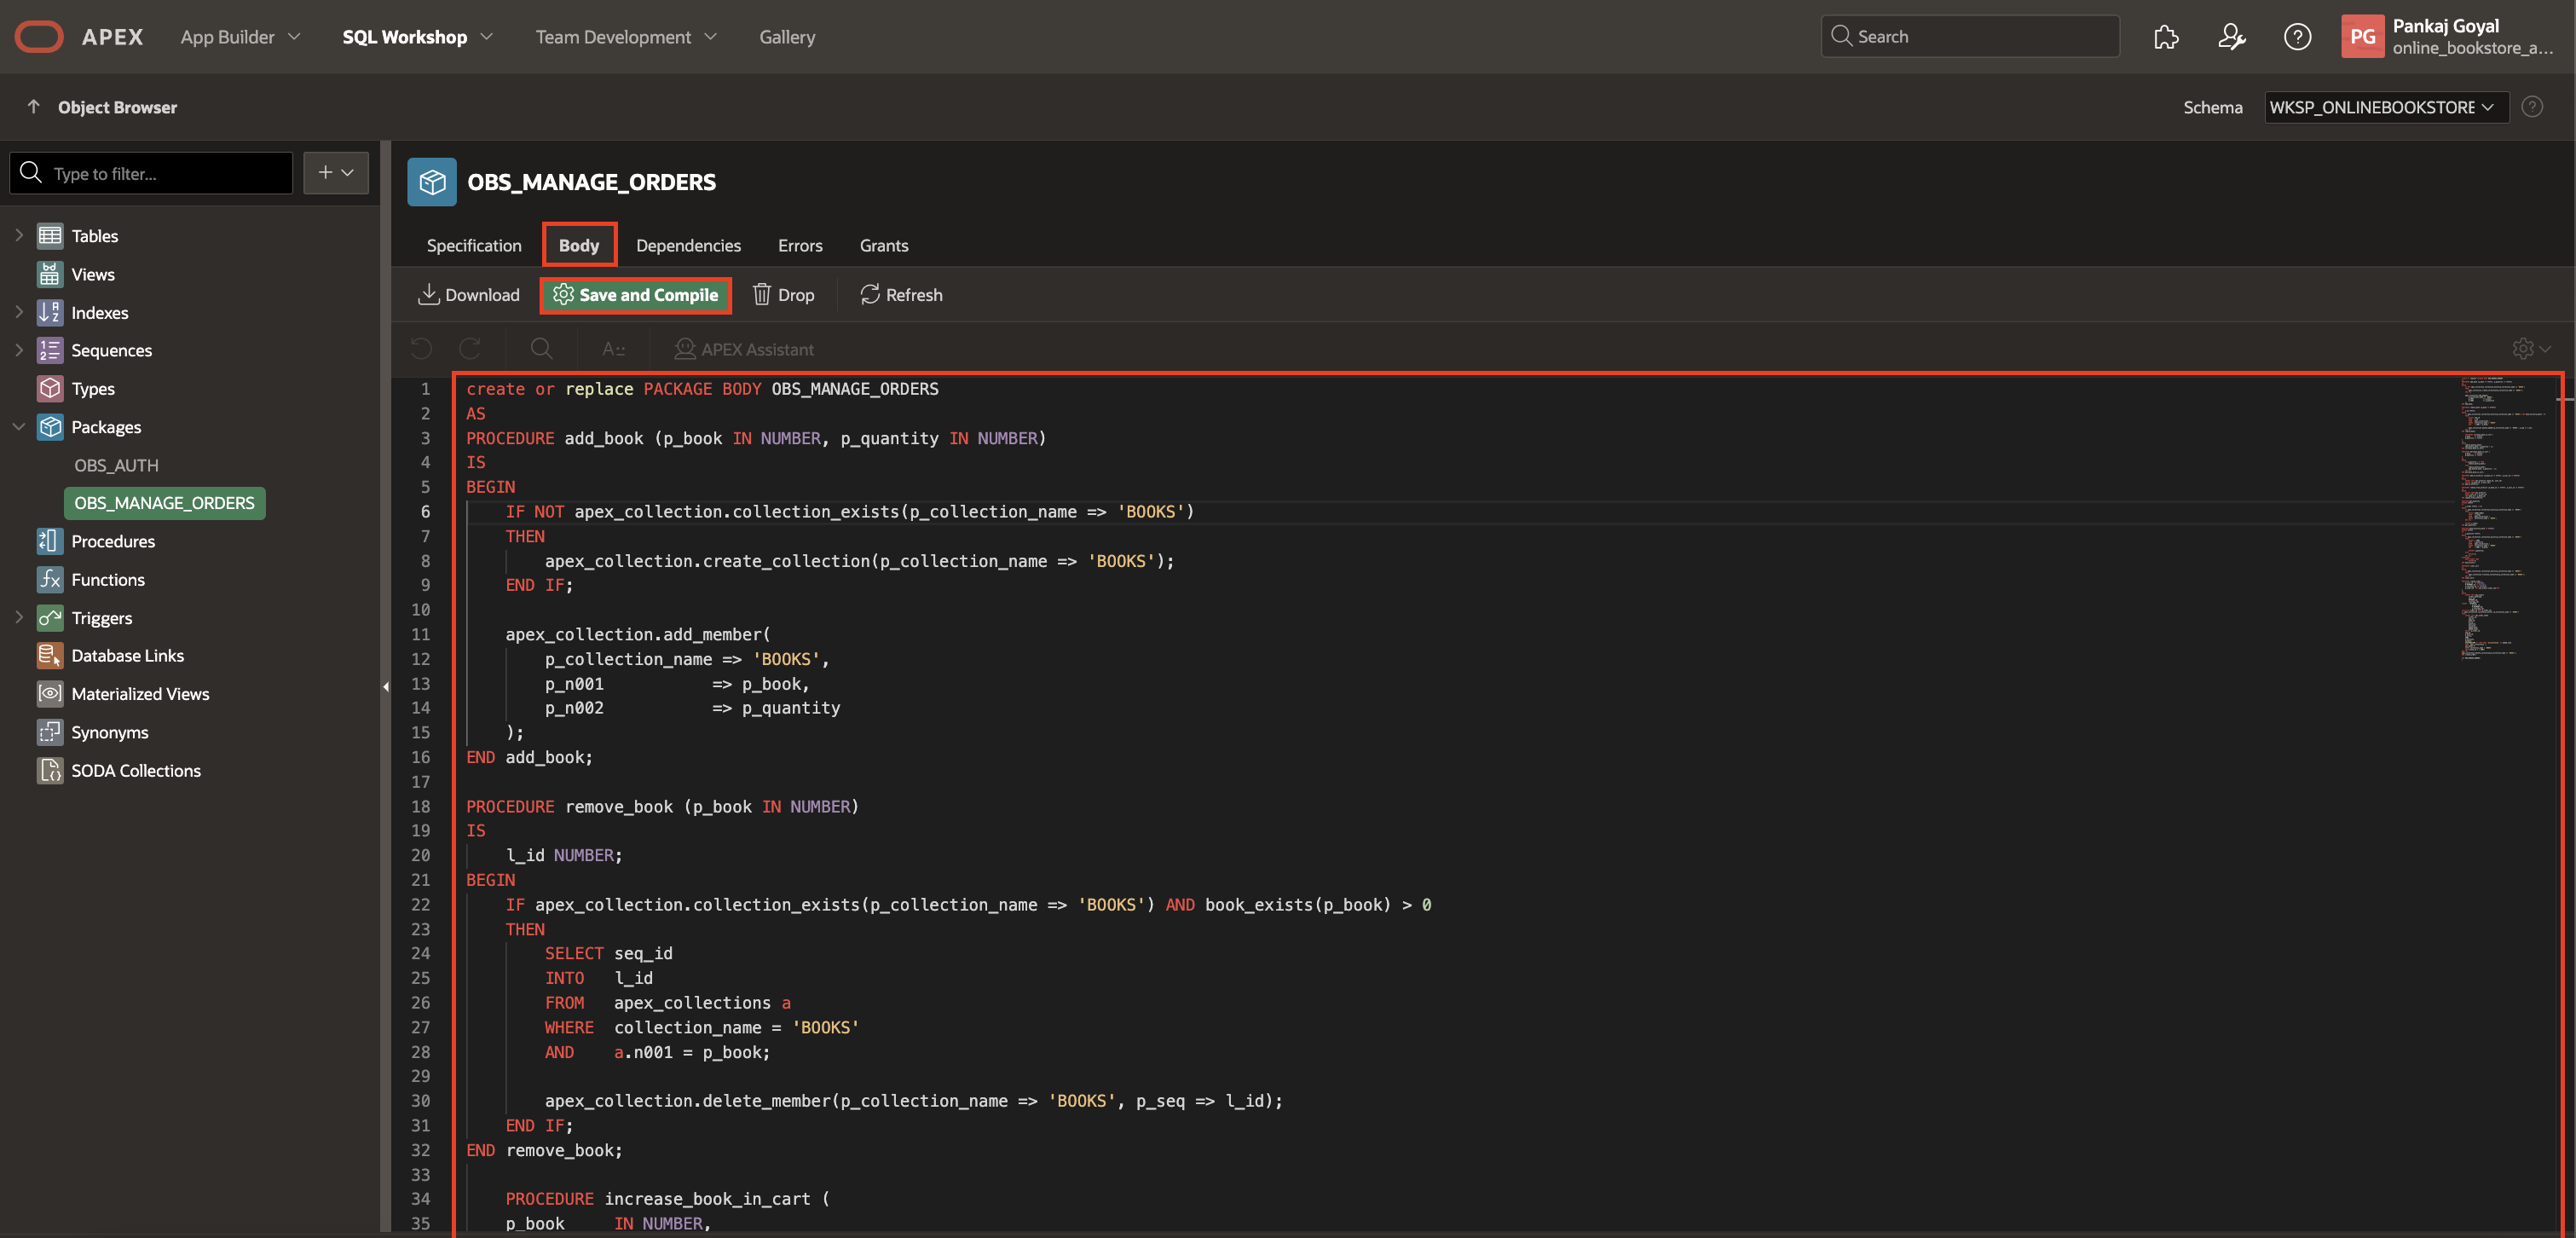 APEX App Builder SQL Workshop Team Development Gallery Search PG Pankaj Goyal
online_bookstore_a...
Object Browser Schema WKSP_ONLINEBOOKSTORE
Type to filter...
Tables
Views
Indexes
Sequences
Types
Packages
OBS_AUTH
OBS_MANAGE_ORDERS
Procedures
Functions
Triggers
Database Links
Materialized Views
Synonyms
SODA Collections
OBS_MANAGE_ORDERS
Specification Body Dependencies Errors Grants
Download Save and Compile Drop Refresh
APEX Assistant
1 create or replace PACKAGE BODY OBS_MANAGE_ORDERS
2 AS
3 PROCEDURE add_book (p_book IN NUMBER, p_quantity IN NUMBER)
4 IS
5 BEGIN
6     IF NOT apex_collection.collection_exists(p_collection_name => 'BOOKS')
7     THEN
8         apex_collection.create_collection(p_collection_name => 'BOOKS');
9     END IF;
10
11     apex_collection.add_member(
12         p_collection_name => 'BOOKS',
13         p_n001           => p_book,
14         p_n002           => p_quantity
15     );
16 END add_book;
17
18 PROCEDURE remove_book (p_book IN NUMBER)
19 IS
20     l_id NUMBER;
21 BEGIN
22     IF apex_collection.collection_exists(p_collection_name => 'BOOKS') AND book_exists(p_book) > 0
23     THEN
24         SELECT seq_id
25         INTO   l_id
26         FROM   apex_collections a
27         WHERE  collection_name = 'BOOKS'
28         AND    a.n001 = p_book;
29
30         apex_collection.delete_member(p_collection_name => 'BOOKS', p_seq => l_id);
31     END IF;
32 END remove_book;
33
34     PROCEDURE increase_book_in_cart (
35     p_book     IN NUMBER,